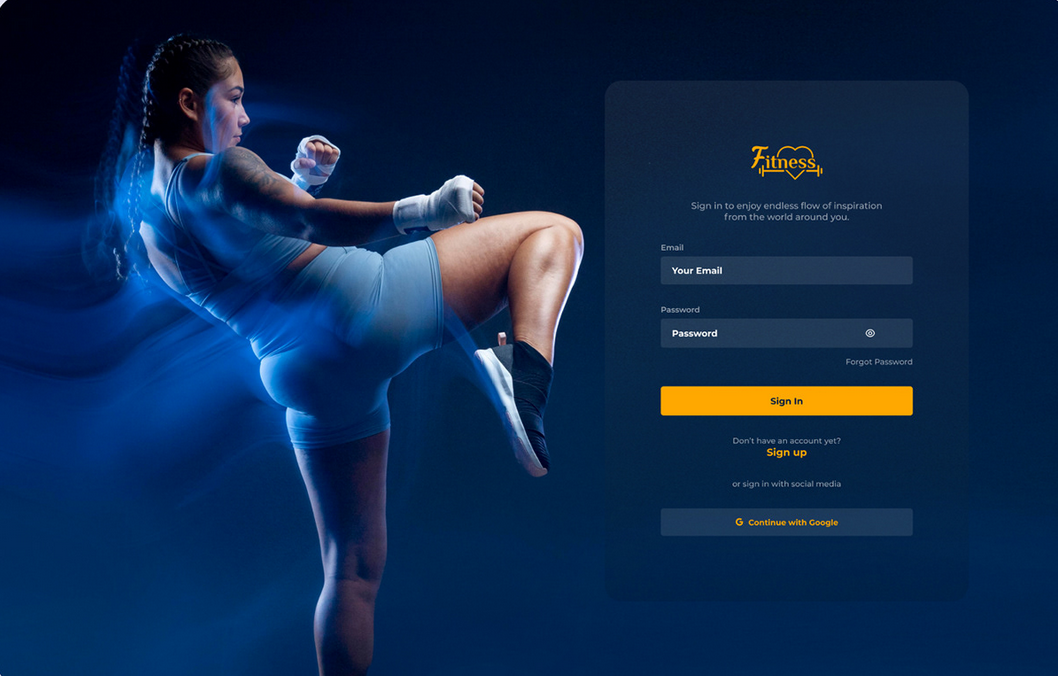 Fitness
Sign in to enjoy endless flow of inspiration
from the world around you.
Email
Your Email
Password
Password
Forgot Password
Sign In
Don't have an account yet?
Sign up
or sign in with social media
G Continue with Google